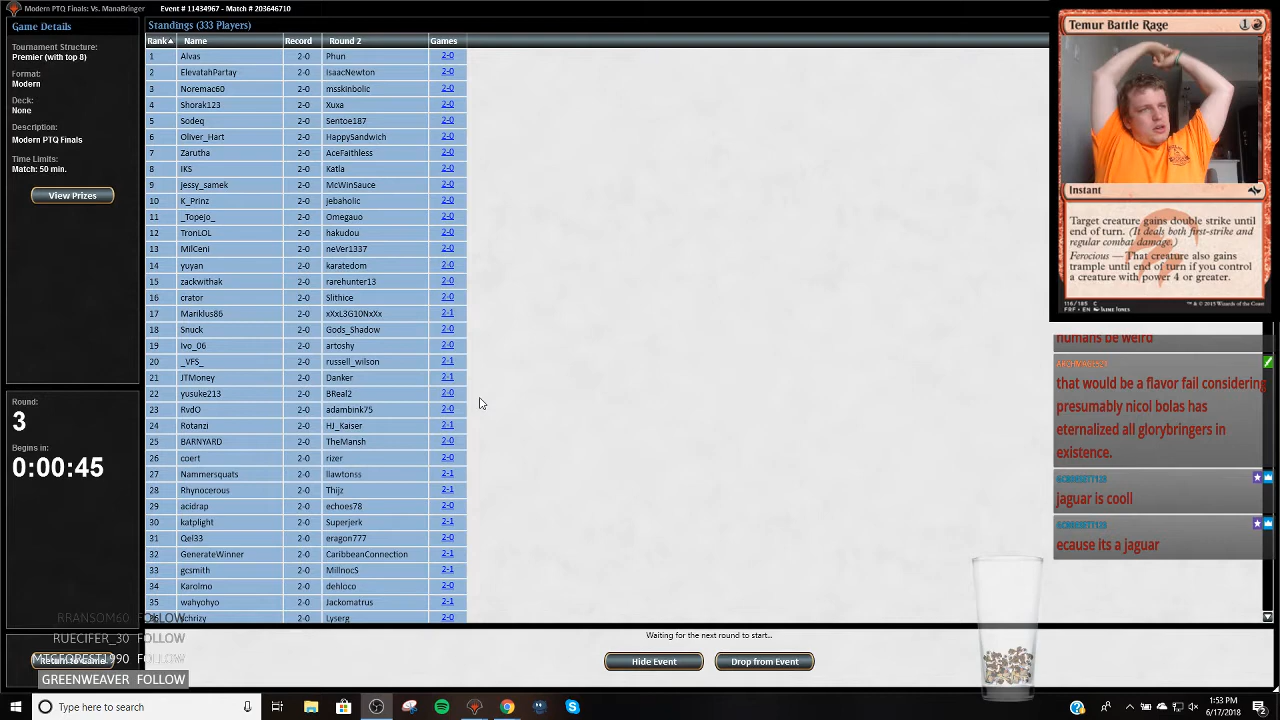 Modern PTQ Finals: Vs. ManaBringer
Event # 11434967 - Match # 203646710
Game Details
Tournament Structure:
Premier (with top 8)
Format:
Modern
Deck:
None
Description:
Modern PTQ Finals
Time Limits:
Match: 50 min.
View Prizes
Round:
3
Begins in:
0:00:45
Standings (333 Players)
Rank Name Record Round 2 Games
1 Alvas 2-0 Phun 2-0
2 ElevatahPartay 2-0 IsaacNewton 2-0
3 Noremac60 2-0 msskinbolic 2-0
4 Shorak123 2-0 Xuxa 2-0
5 Sodeq 2-0 Sentoe187 2-0
6 Oliver_Hart 2-0 HappySandwich 2-0
7 Zarutha 2-0 AceFaithless 2-0
8 IKS 2-0 Katla 2-0
9 jessy_samek 2-0 McWinSauce 2-0
10 K_Prinz 2-0 jebaholic 2-0
11 _Topejo_ 2-0 Omegauo 2-0
12 TronLOL 2-0 hakudou 2-0
13 MilCeni 2-0 neVer1337 2-0
14 yuyan 2-0 karatedom 2-0
15 zackwithak 2-0 rarehunter13 2-0
16 crator 2-0 Slithice 2-0
17 Mariklus86 2-0 xXxL3G10NxXx 2-1
18 Snuck 2-0 Gods_Shadow 2-0
19 Ivo_06 2-0 artoshy 2-0
20 _VFS_ 2-0 russell_wilson 2-1
21 JTMoney 2-0 Danker 2-1
22 yusuke213 2-0 BReal2 2-0
23 RvdO 2-0 adambink75 2-0
24 Rotanzi 2-0 HJ_Kaiser 2-1
25 BARNYARD 2-0 TheMansh 2-0
26 coert 2-0 rizer 2-0
27 Nammersquats 2-0 llawtonss 2-1
28 Rhynocerous 2-0 Thijz 2-1
29 acidrap 2-0 echoes78 2-0
30 katplight 2-0 Superjerk 2-1
31 Qel33 2-0 eragon777 2-0
32 GenerateWinner 2-0 CaribbeanConnection 2-1
33 gcsmith 2-0 MillnocS 2-1
34 Karolmo 2-0 dehloco 2-0
35 wahyohyo 2-0 Jackomatrus 2-1
2-0 Lyserg 2-0
RRANSOM60 FOLLOW
RUECIFER_30 FOLLOW
MTGFOREST1990 FOLLOW
GREENWEAVER FOLLOW
Waiting for the next round to start...
Hide Event
Drop from Event
Temur Battle Rage
Instant
Target creature gains double strike until
end of turn. (It deals both first-strike and
regular combat damage.)
Ferocious — That creature also gains
trample until end of turn if you control
a creature with power 4 or greater.
116/185 C
FRF • EN
™ & © 2015 Wizards of the Coast
humans be weird
that would be a flavor fail considering
presumably nicol bolas has
eternalized all glorybringers in
existence.
jaguar is cooll
ecause its a jaguar
Type here to search
1:53 PM
6/17/2018